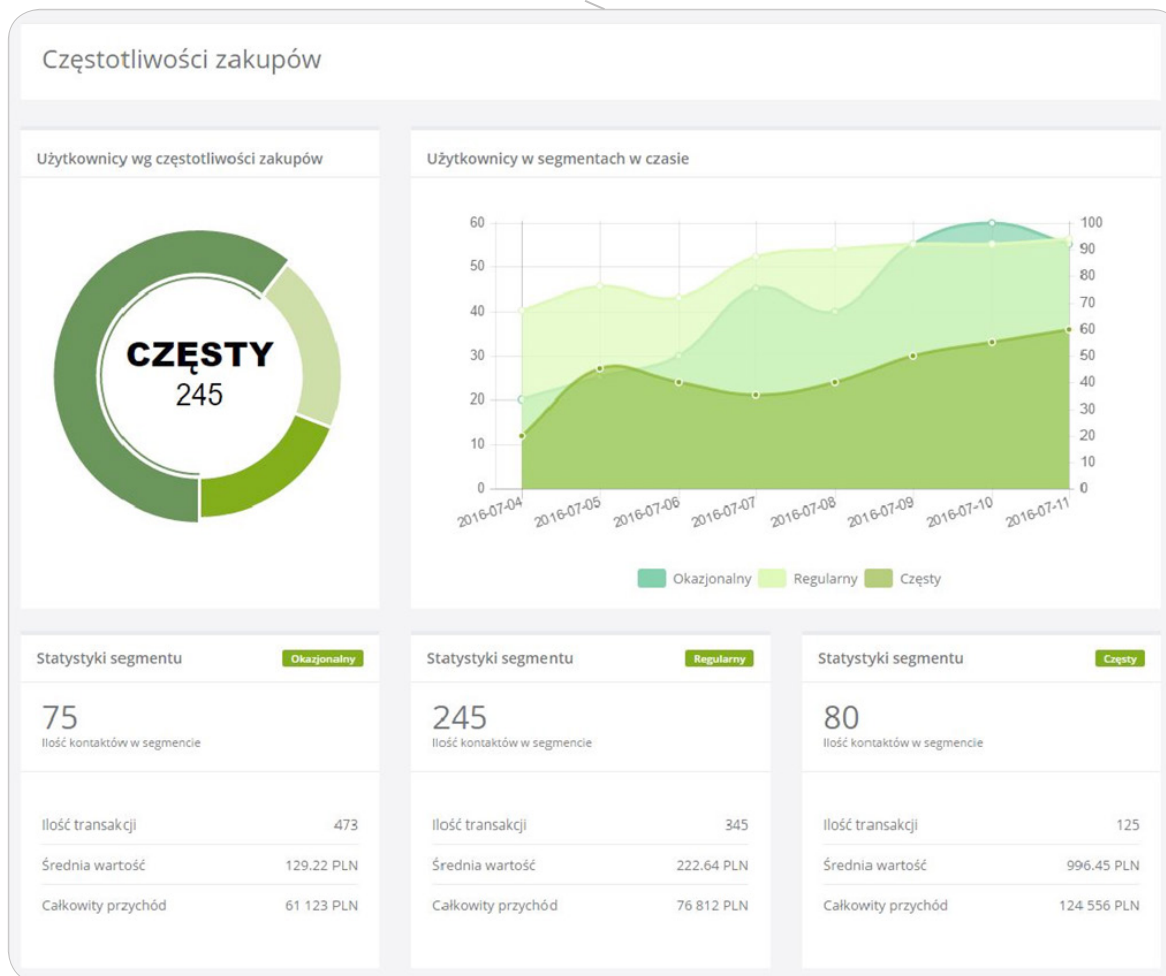 Częstotliwości zakupów
Użytkownicy wg częstotliwości zakupów
CZĘSTY
245
Użytkownicy w segmentach w czasie
60
50
40
30
20
10
0
100
90
80
70
60
50
40
30
20
10
0
2016-07-04
2016-07-05
2016-07-06
2016-07-07
2016-07-08
2016-07-09
2016-07-10
2016-07-11
Okazjonalny
Regularny
Częsty
Statystyki segmentu
Okazjonalny
75
Ilość kontaktów w segmencie
Ilość transakcji 473
Średnia wartość 129.22 PLN
Całkowity przychód 61 123 PLN
Statystyki segmentu
Regularny
245
Ilość kontaktów w segmencie
Ilość transakcji 345
Średnia wartość 222.64 PLN
Całkowity przychód 76 812 PLN
Statystyki segmentu
Częsty
80
Ilość kontaktów w segmencie
Ilość transakcji 125
Średnia wartość 996.45 PLN
Całkowity przychód 124 556 PLN